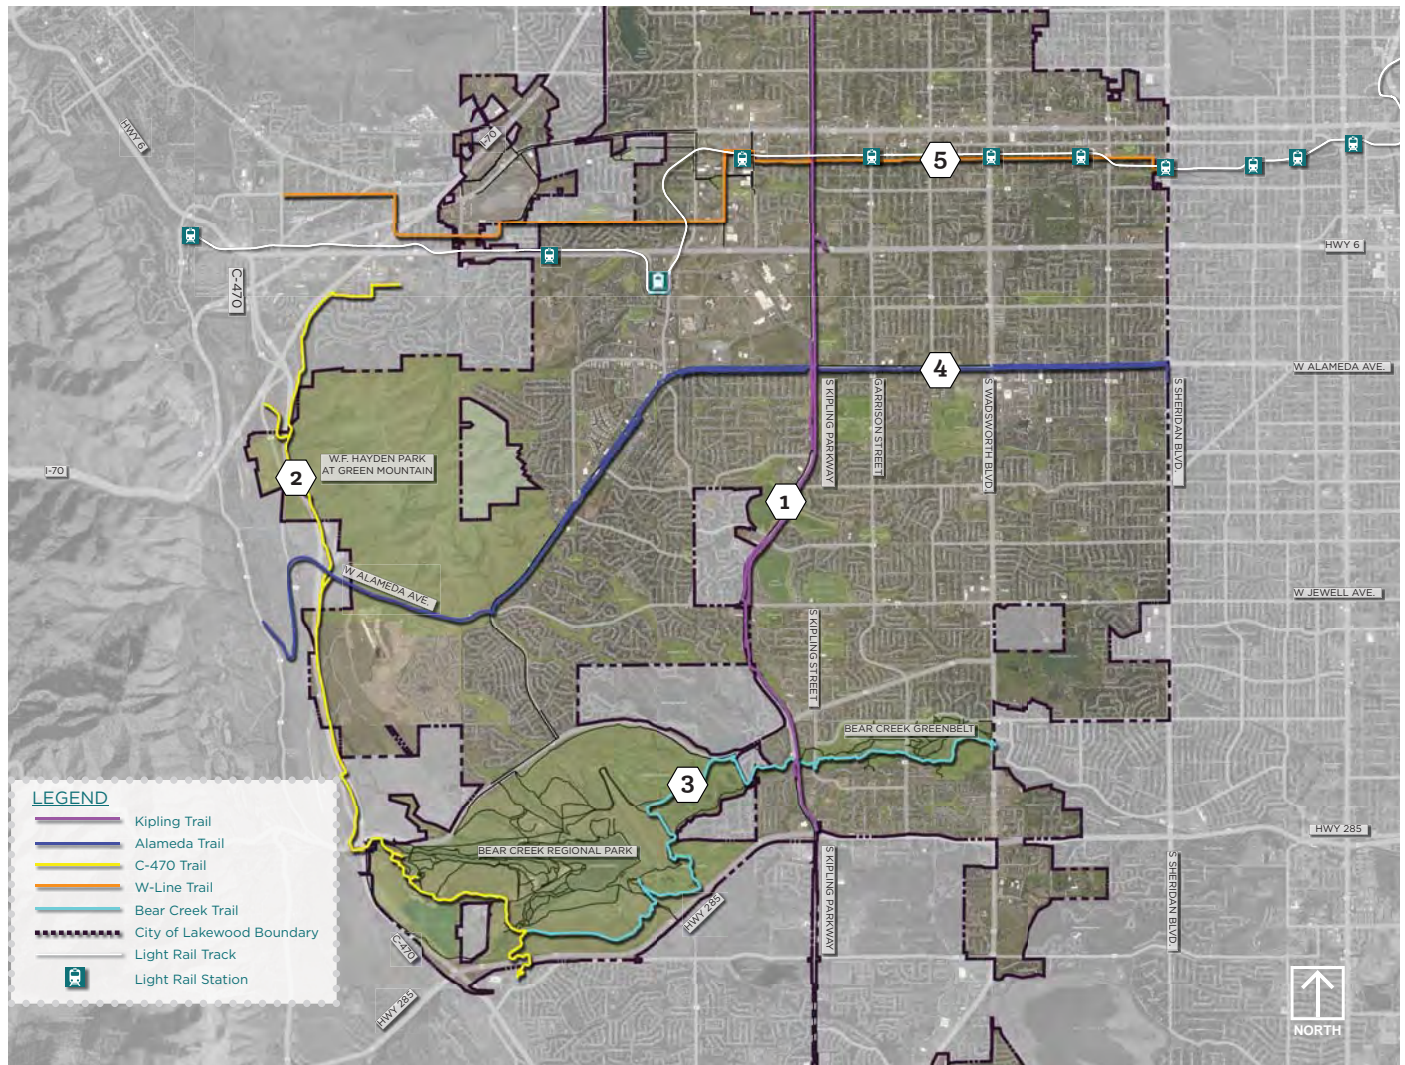 HWY 6
I-70
5
HWY 6
C-470
4
W ALAMEDA AVE.
S KIPLING PARKWAY
GARRISON STREET
S WADSWORTH BLVD.
S SHERIDAN BLVD.
I-70
2
W.F. HAYDEN PARK
AT GREEN MOUNTAIN
1
W ALAMEDA AVE.
W JEWELL AVE.
S KIPLING STREET
BEAR CREEK GREENBELT
3
HWY 285
BEAR CREEK REGIONAL PARK
S KIPLING PARKWAY
S SHERIDAN BLVD.
HWY 285
C-470
HWY 285
LEGEND
Kipling Trail
Alameda Trail
C-470 Trail
W-Line Trail
Bear Creek Trail
City of Lakewood Boundary
Light Rail Track
Light Rail Station
NORTH